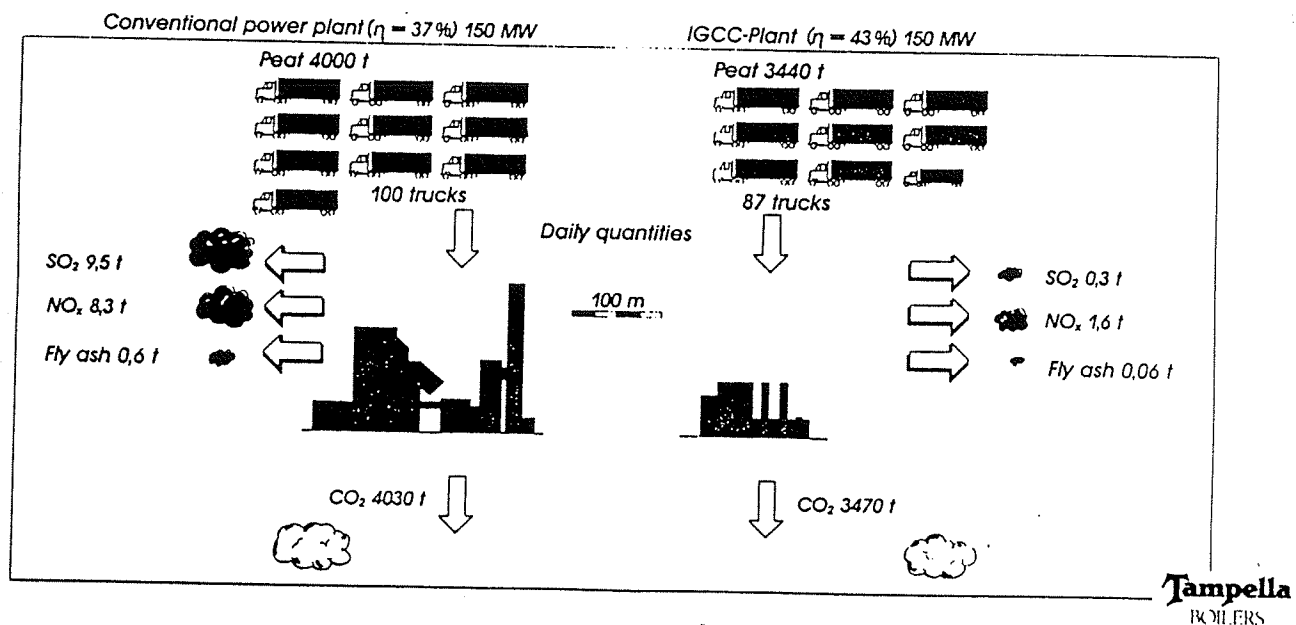 Conventional power plant (η = 37%) 150 MW
IGCC-Plant (η = 43%) 150 MW
Peat 4000 t
Peat 3440 t
100 trucks
87 trucks
Daily quantities
SO₂ 9,5 t
SO₂ 0,3 t
NOₓ 8,3 t
100 m
NOₓ 1,6 t
Fly ash 0,6 t
Fly ash 0,06 t
CO₂ 4030 t
CO₂ 3470 t
Tampella
BOILERS